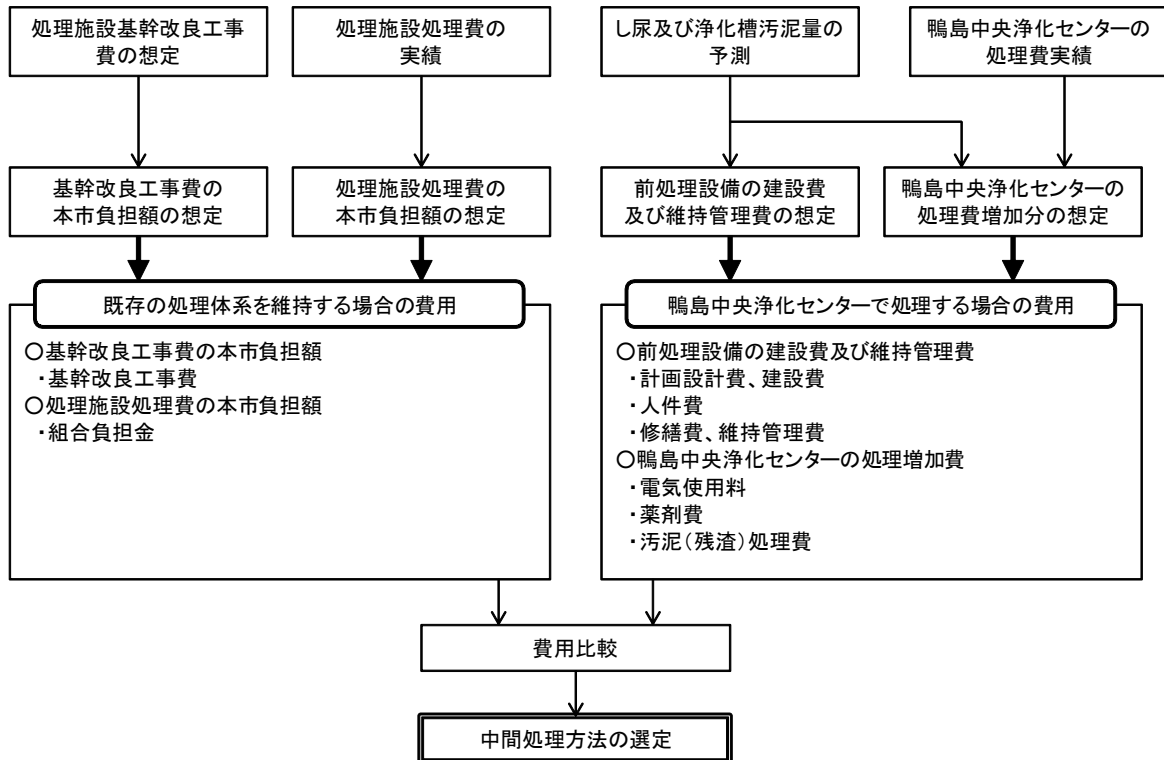 処理施設基幹改良工事
費の想定
処理施設処理費の
実績
し尿及び浄化槽汚泥量の
予測
鴨島中央浄化センターの
処理費実績
基幹改良工事費の
本市負担額の想定
処理施設処理費の
本市負担額の想定
前処理設備の建設費
及び維持管理費の想定
鴨島中央浄化センターの
処理費増加分の想定
既存の処理体系を維持する場合の費用
〇基幹改良工事費の本市負担額
・基幹改良工事費
〇処理施設処理費の本市負担額
・組合負担金
鴨島中央浄化センターで処理する場合の費用
〇前処理設備の建設費及び維持管理費
・計画設計費、建設費
・人件費
・修繕費、維持管理費
〇鴨島中央浄化センターの処理増加費
・電気使用料
・薬剤費
・汚泥（残渣）処理費
費用比較
中間処理方法の選定